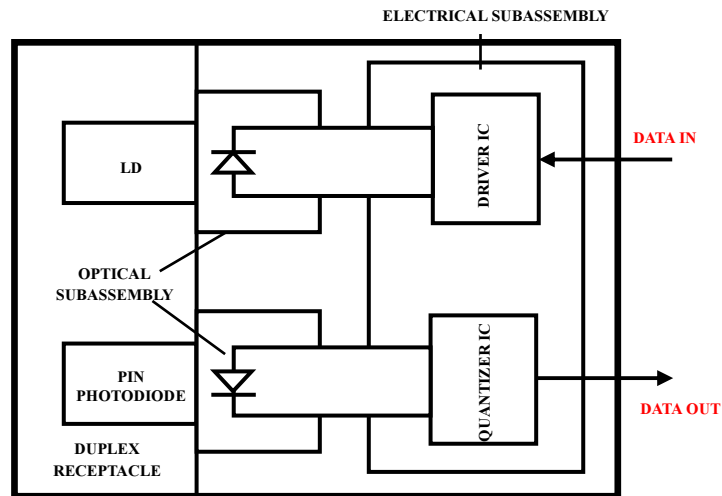 ELECTRICAL SUBASSEMBLY
LD
DRIVER IC
DATA IN
OPTICAL
SUBASSEMBLY
PIN
PHOTODIODE
QUANTIZER IC
DATA OUT
DUPLEX
RECEPTACLE